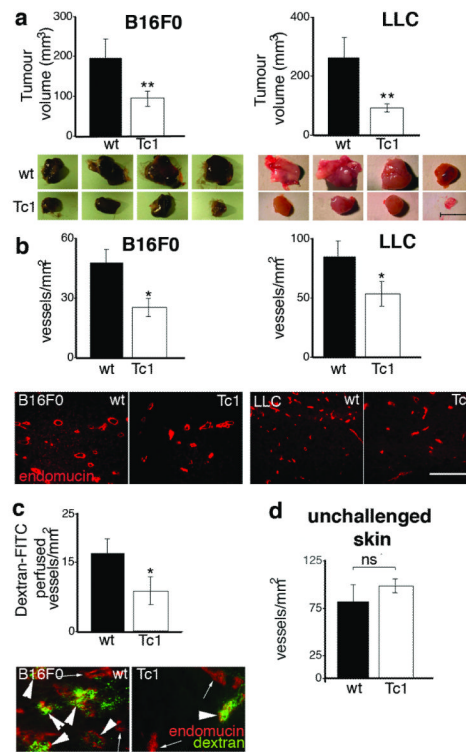 a B16F0 LLC
Tumour volume (mm³)
200
100
0
wt Tc1
**
Tumour volume (mm³)
400
200
0
wt Tc1
**
wt
Tc1
b B16F0 LLC
vessels/mm²
60
30
0
wt Tc1
*
vessels/mm²
100
50
0
wt Tc1
*
B16F0 wt Tc1
endomucin
LLC wt Tc
c
Dextran-FITC perfused vessels/mm²
25
15
0
wt Tc1
*
d
unchallenged
skin
vessels/mm²
125
75
0
ns
wt Tc1
B16F0 wt Tc1
endomucin
dextran